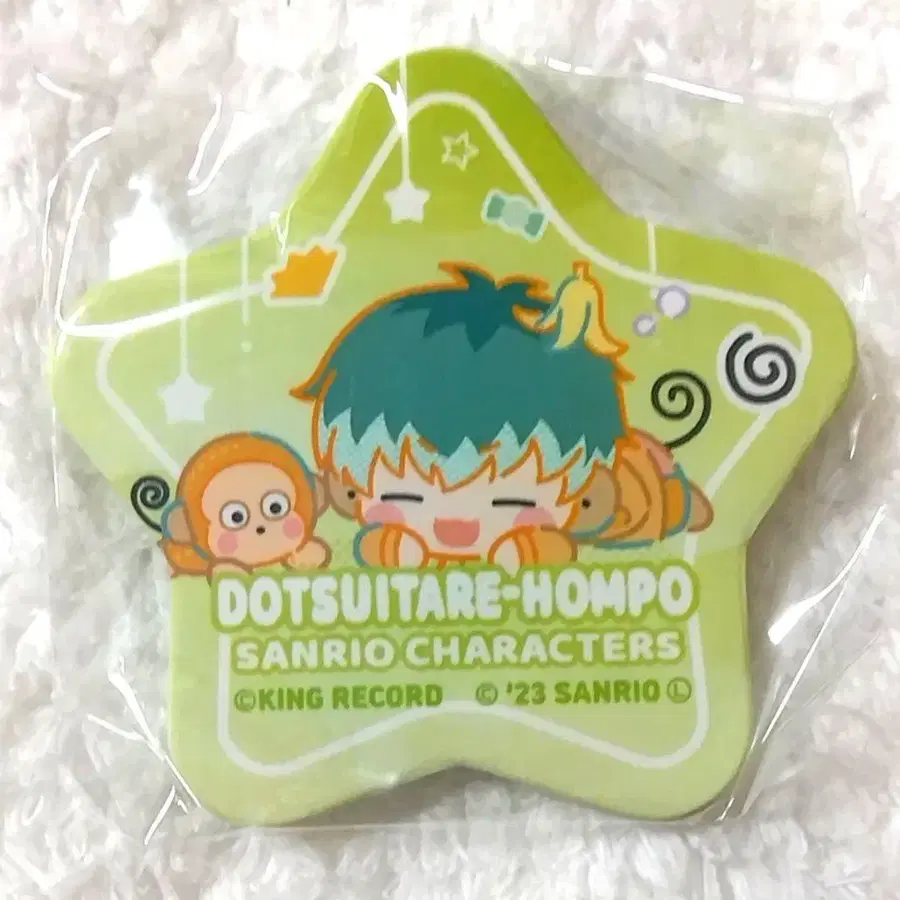 DOTSUITARE-HOMPO
SANRIO CHARACTERS
©KING RECORD © '23 SANRIO Ⓛ